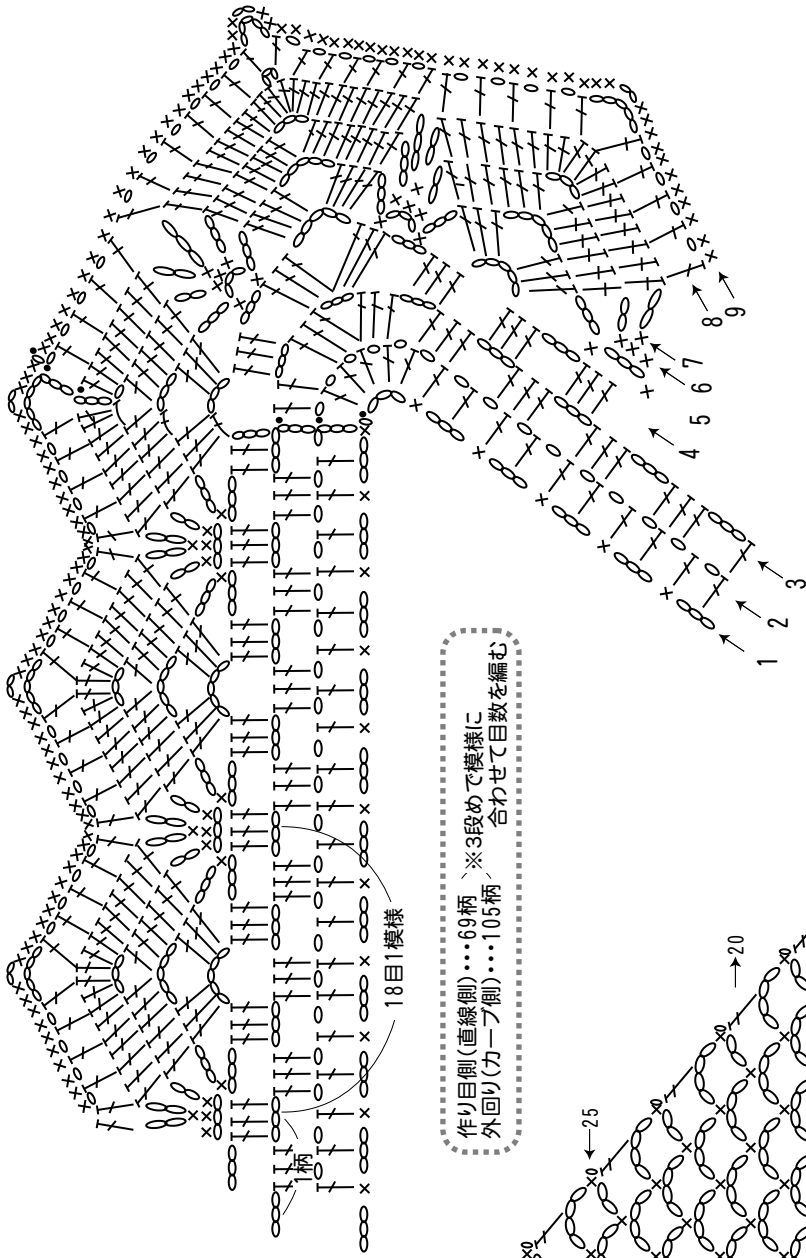 9
8
7
6
5
4
3
2
1
18目1模様
1柄
作り目側(直線側)・・・69柄
外回り(カーブ側)・・・105柄
※3段めで模様に
合わせて目数を編む
←25
→20